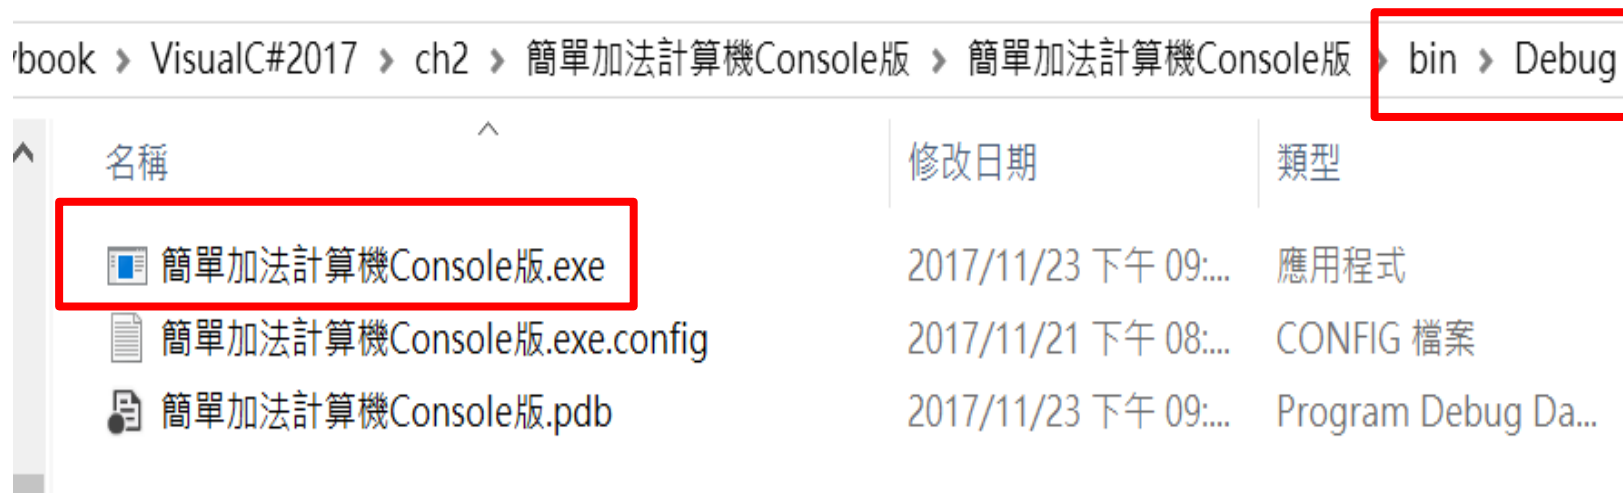 VisualC#2017 > ch2 > 簡單加法計算機Console版 > 簡單加法計算機Console版 > bin > Debug
名稱 修改日期 類型
簡單加法計算機Console版.exe 2017/11/23 下午 09:... 應用程式
簡單加法計算機Console版.exe.config 2017/11/21 下午 08:... CONFIG 檔案
簡單加法計算機Console版.pdb 2017/11/23 下午 09:... Program Debug Da...